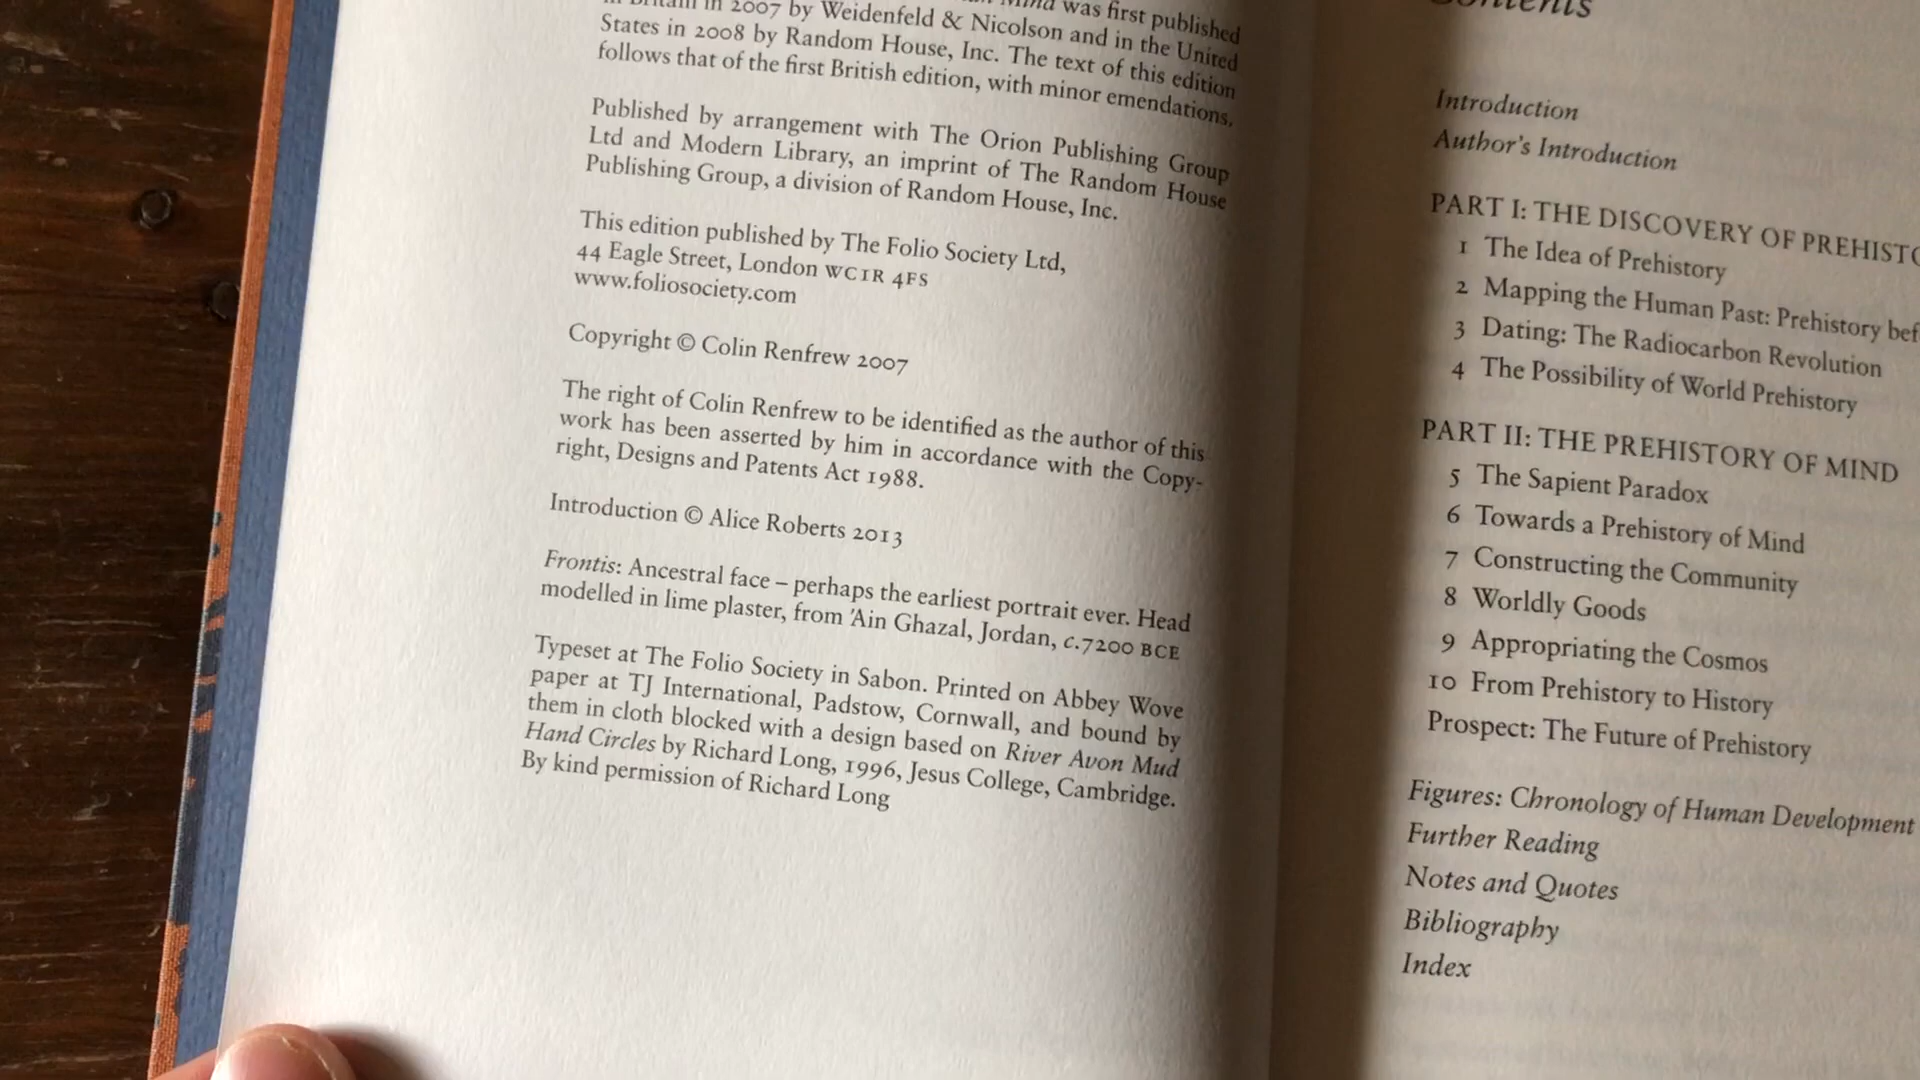 in Britain in 2007 by Weidenfeld & Nicolson and in the United
Mind was first published
States in 2008 by Random House, Inc. The text of this edition
follows that of the first British edition, with minor emendations.
Published by arrangement with The Orion Publishing Group
Ltd and Modern Library, an imprint of The Random House
Publishing Group, a division of Random House, Inc.
This edition published by The Folio Society Ltd,
44 Eagle Street, London WC1R 4FS
www.foliosociety.com
Copyright © Colin Renfrew 2007
The right of Colin Renfrew to be identified as the author of this
work has been asserted by him in accordance with the Copy-
right, Designs and Patents Act 1988.
Introduction © Alice Roberts 2013
Frontis: Ancestral face – perhaps the earliest portrait ever. Head
modelled in lime plaster, from 'Ain Ghazal, Jordan, c.7200 BCE
Typeset at The Folio Society in Sabon. Printed on Abbey Wove
paper at TJ International, Padstow, Cornwall, and bound by
them in cloth blocked with a design based on River Avon Mud
Hand Circles by Richard Long, 1996, Jesus College, Cambridge.
By kind permission of Richard Long
Contents
Introduction
Author's Introduction
PART I: THE DISCOVERY OF PREHISTO
1 The Idea of Prehistory
2 Mapping the Human Past: Prehistory bef
3 Dating: The Radiocarbon Revolution
4 The Possibility of World Prehistory
PART II: THE PREHISTORY OF MIND
5 The Sapient Paradox
6 Towards a Prehistory of Mind
7 Constructing the Community
8 Worldly Goods
9 Appropriating the Cosmos
10 From Prehistory to History
Prospect: The Future of Prehistory
Figures: Chronology of Human Development
Further Reading
Notes and Quotes
Bibliography
Index